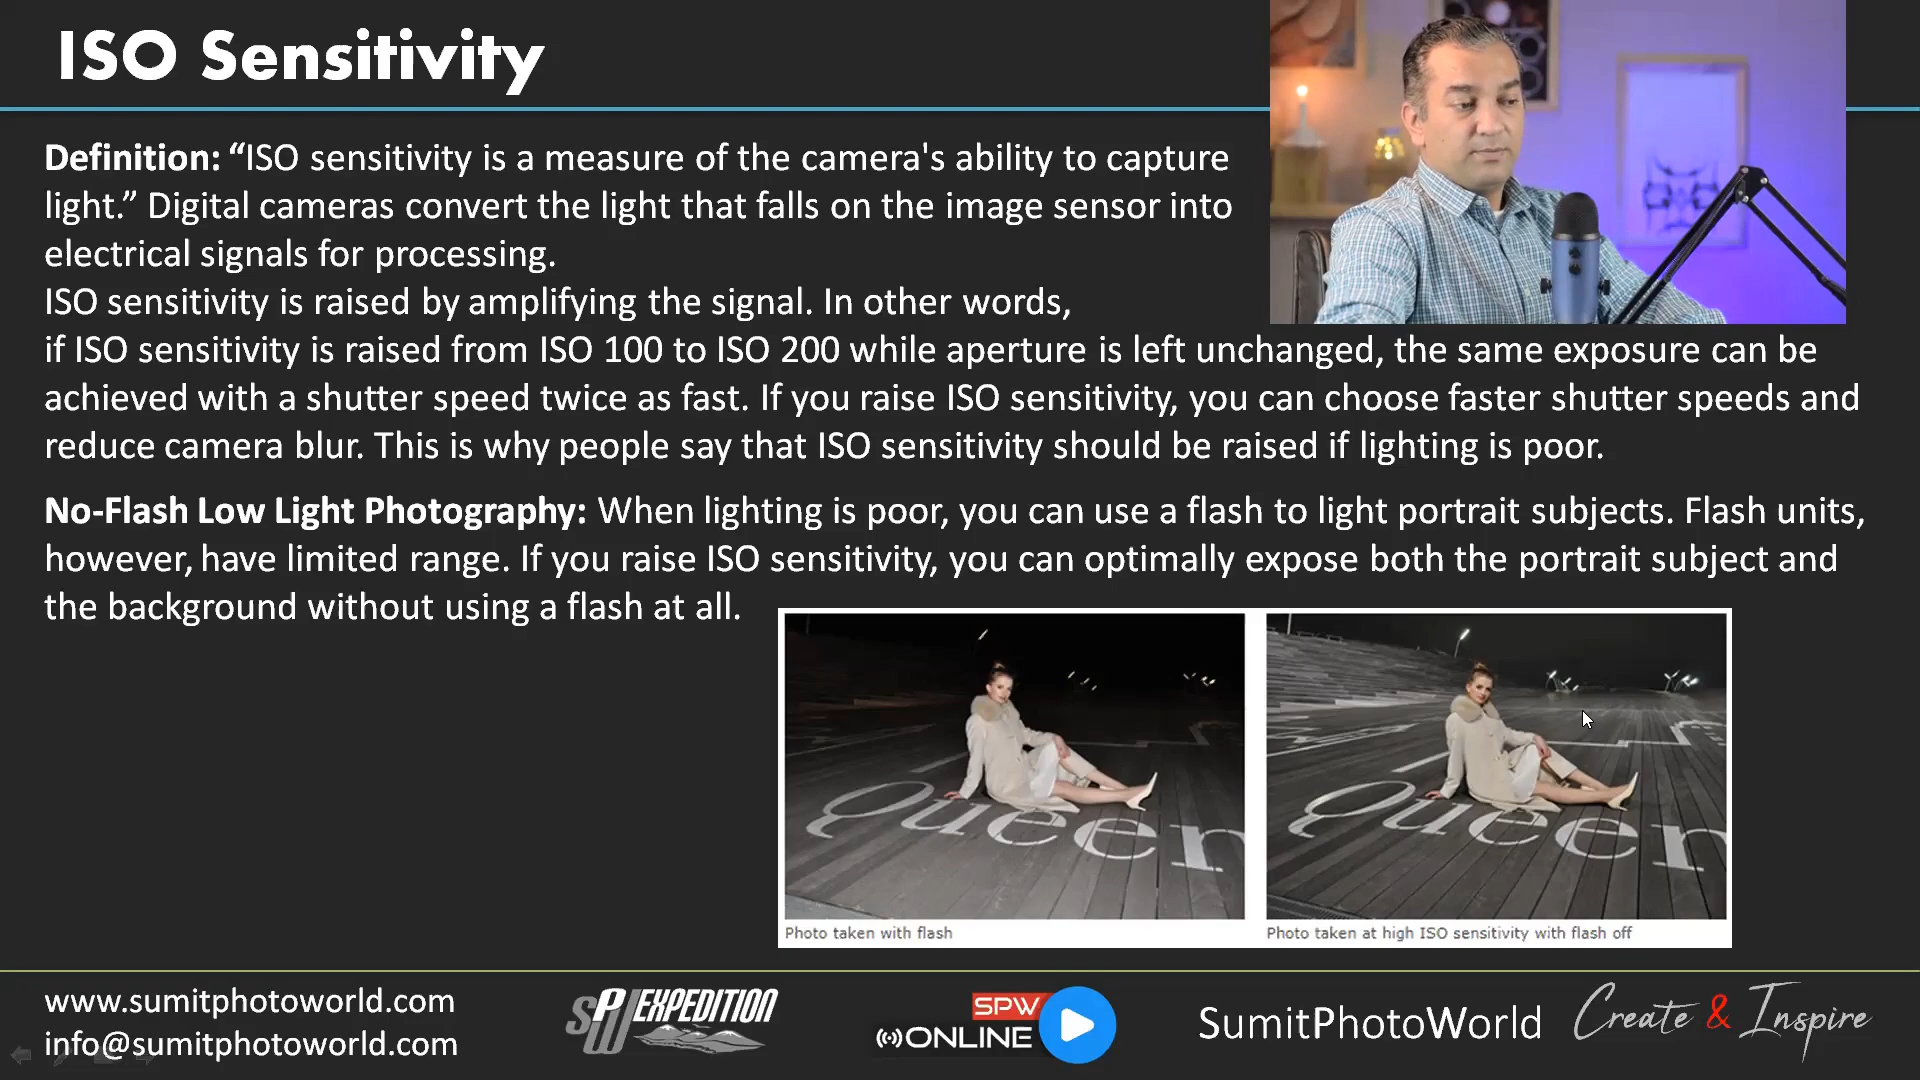 ISO Sensitivity
Definition: “ISO sensitivity is a measure of the camera's ability to capture
light.” Digital cameras convert the light that falls on the image sensor into
electrical signals for processing.
ISO sensitivity is raised by amplifying the signal. In other words,
if ISO sensitivity is raised from ISO 100 to ISO 200 while aperture is left unchanged, the same exposure can be
achieved with a shutter speed twice as fast. If you raise ISO sensitivity, you can choose faster shutter speeds and
reduce camera blur. This is why people say that ISO sensitivity should be raised if lighting is poor.
No-Flash Low Light Photography: When lighting is poor, you can use a flash to light portrait subjects. Flash units,
however, have limited range. If you raise ISO sensitivity, you can optimally expose both the portrait subject and
the background without using a flash at all.
Queen
Queen
Photo taken with flash
Photo taken at high ISO sensitivity with flash off
www.sumitphotoworld.com
info@sumitphotoworld.com
SPW EXPEDITION
SPW
ONLINE
SumitPhotoWorld
Create & Inspire